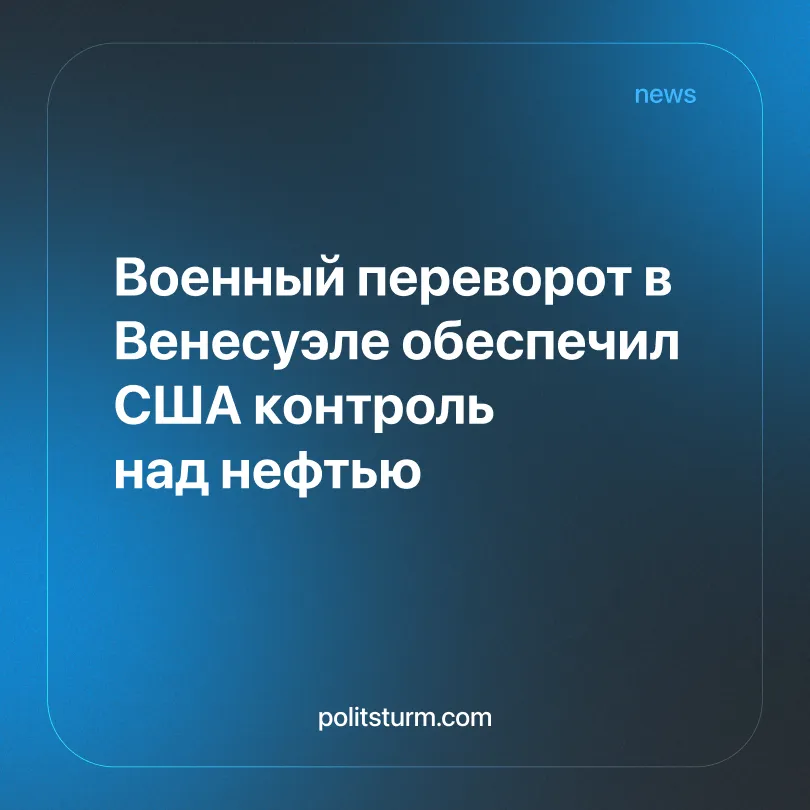 news
Военный переворот в
Венесуэле обеспечил
США контроль
над нефтью
politsturm.com